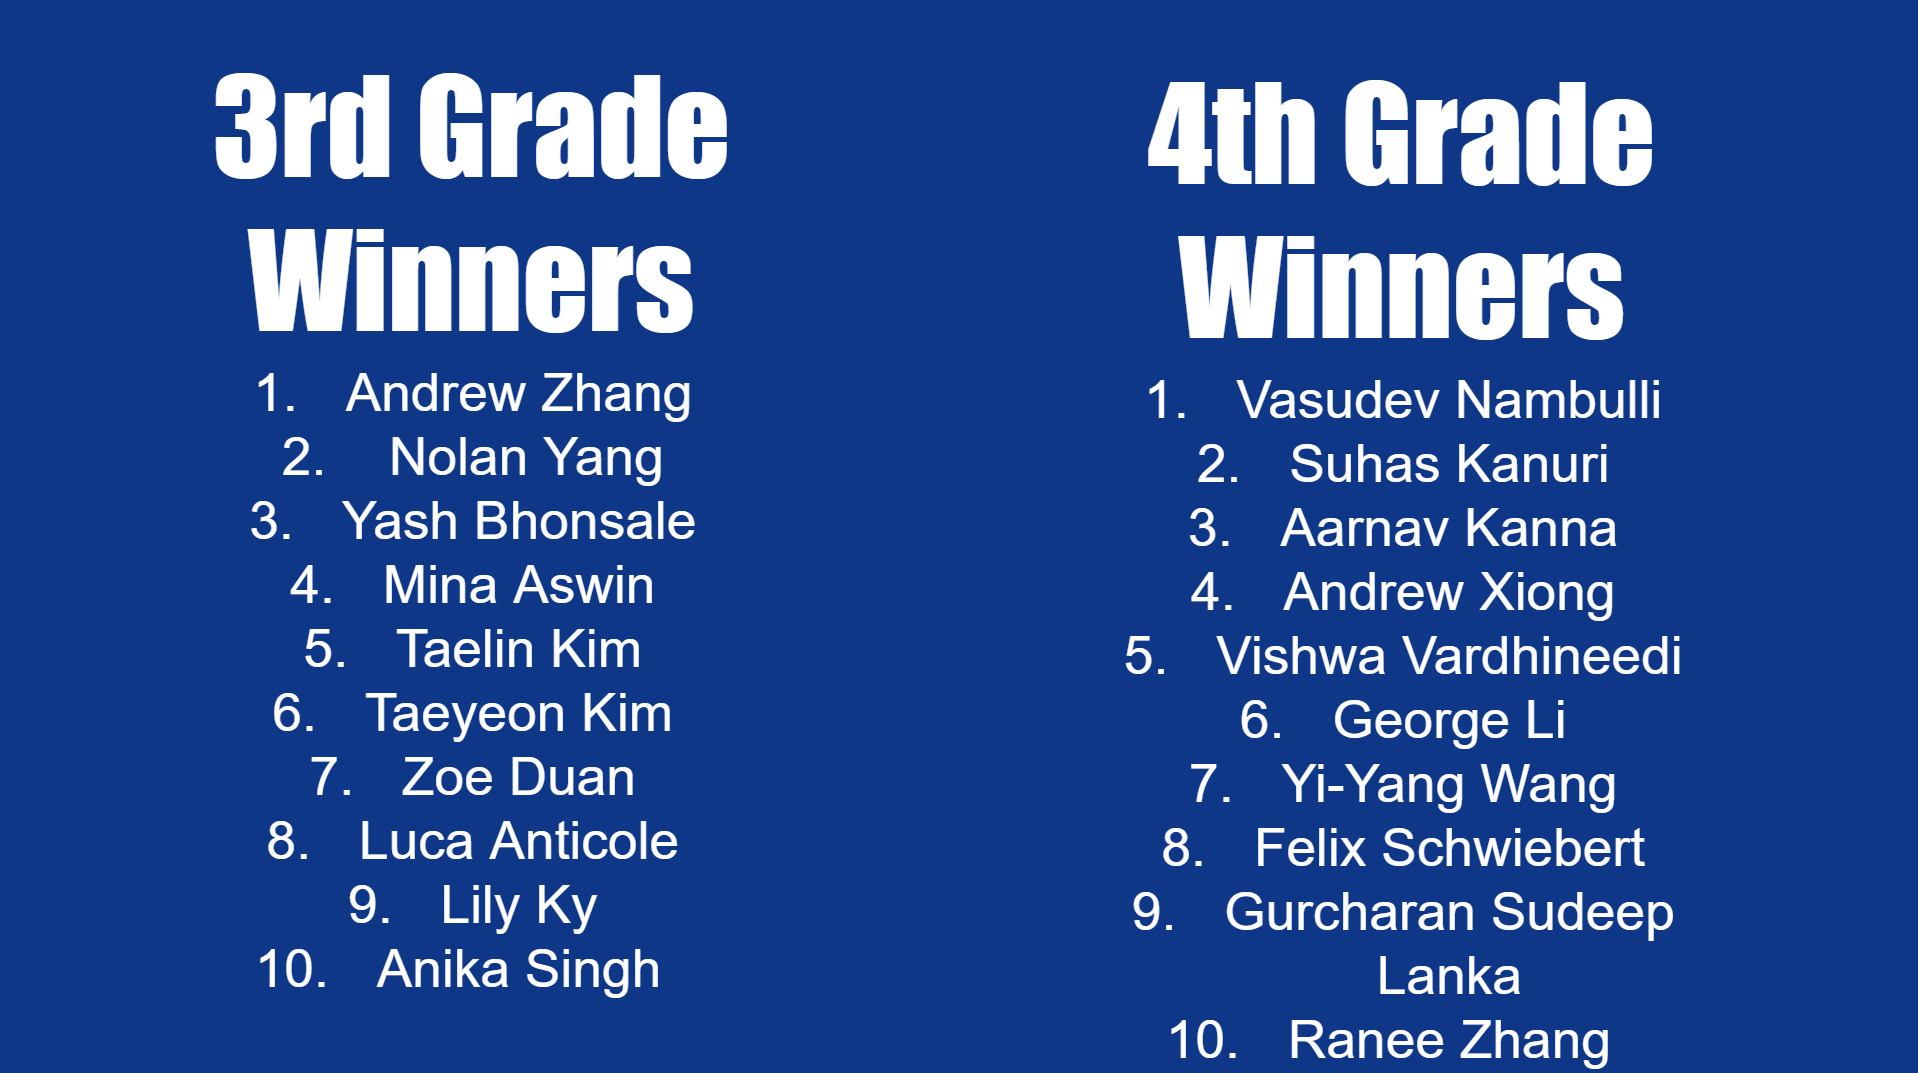 3rd Grade
Winners
1. Andrew Zhang
2. Nolan Yang
3. Yash Bhonsale
4. Mina Aswin
5. Taelin Kim
6. Taeyeon Kim
7. Zoe Duan
8. Luca Anticole
9. Lily Ky
10. Anika Singh
4th Grade
Winners
1. Vasudev Nambulli
2. Suhas Kanuri
3. Aarnav Kanna
4. Andrew Xiong
5. Vishwa Vardhineedi
6. George Li
7. Yi-Yang Wang
8. Felix Schwiebert
9. Gurcharan Sudeep
Lanka
10. Ranee Zhang